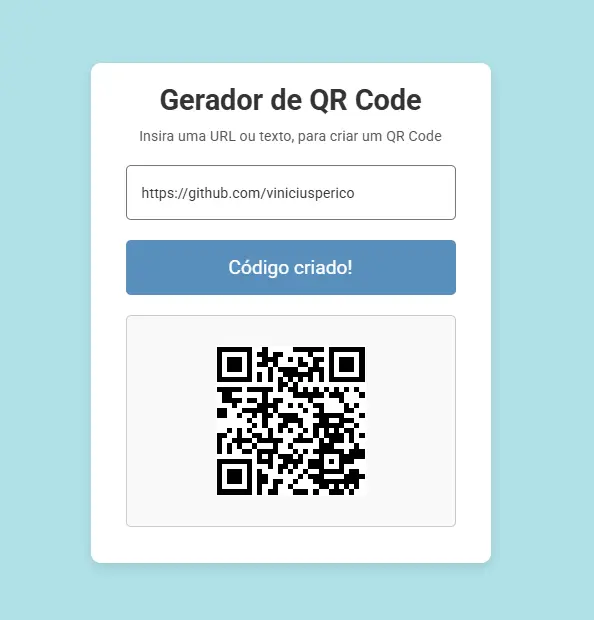 Gerador de QR Code
Insira uma URL ou texto, para criar um QR Code
https://github.com/viniciusperico
Código criado!